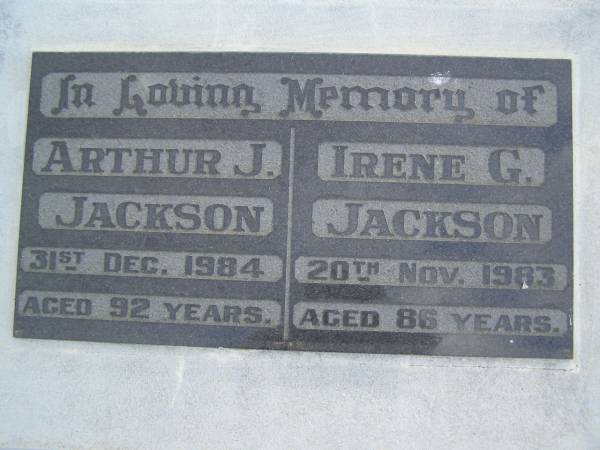 In Loving Memory of
ARTHUR J.
JACKSON
31ST DEC. 1984
AGED 92 YEARS.
IRENE G.
JACKSON
20TH NOV. 1983
AGED 86 YEARS.